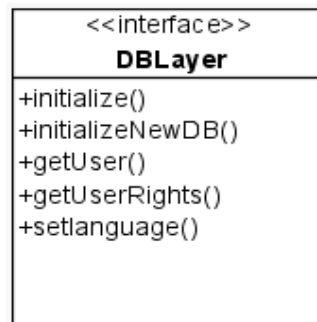 <<interface>>
DBLayer
+initialize()
+initializeNewDB()
+getUser()
+getUserRights()
+setlanguage()